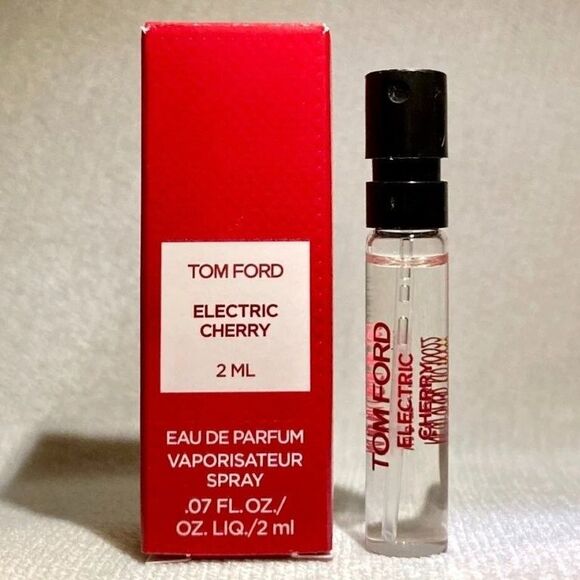 TOM FORD
ELECTRIC
CHERRY
2 ML
EAU DE PARFUM
VAPORISATEUR
SPRAY
.07 FL. OZ./
OZ. LIQ./2 ml
TOM FORD
ELECTRIC
CHERRY